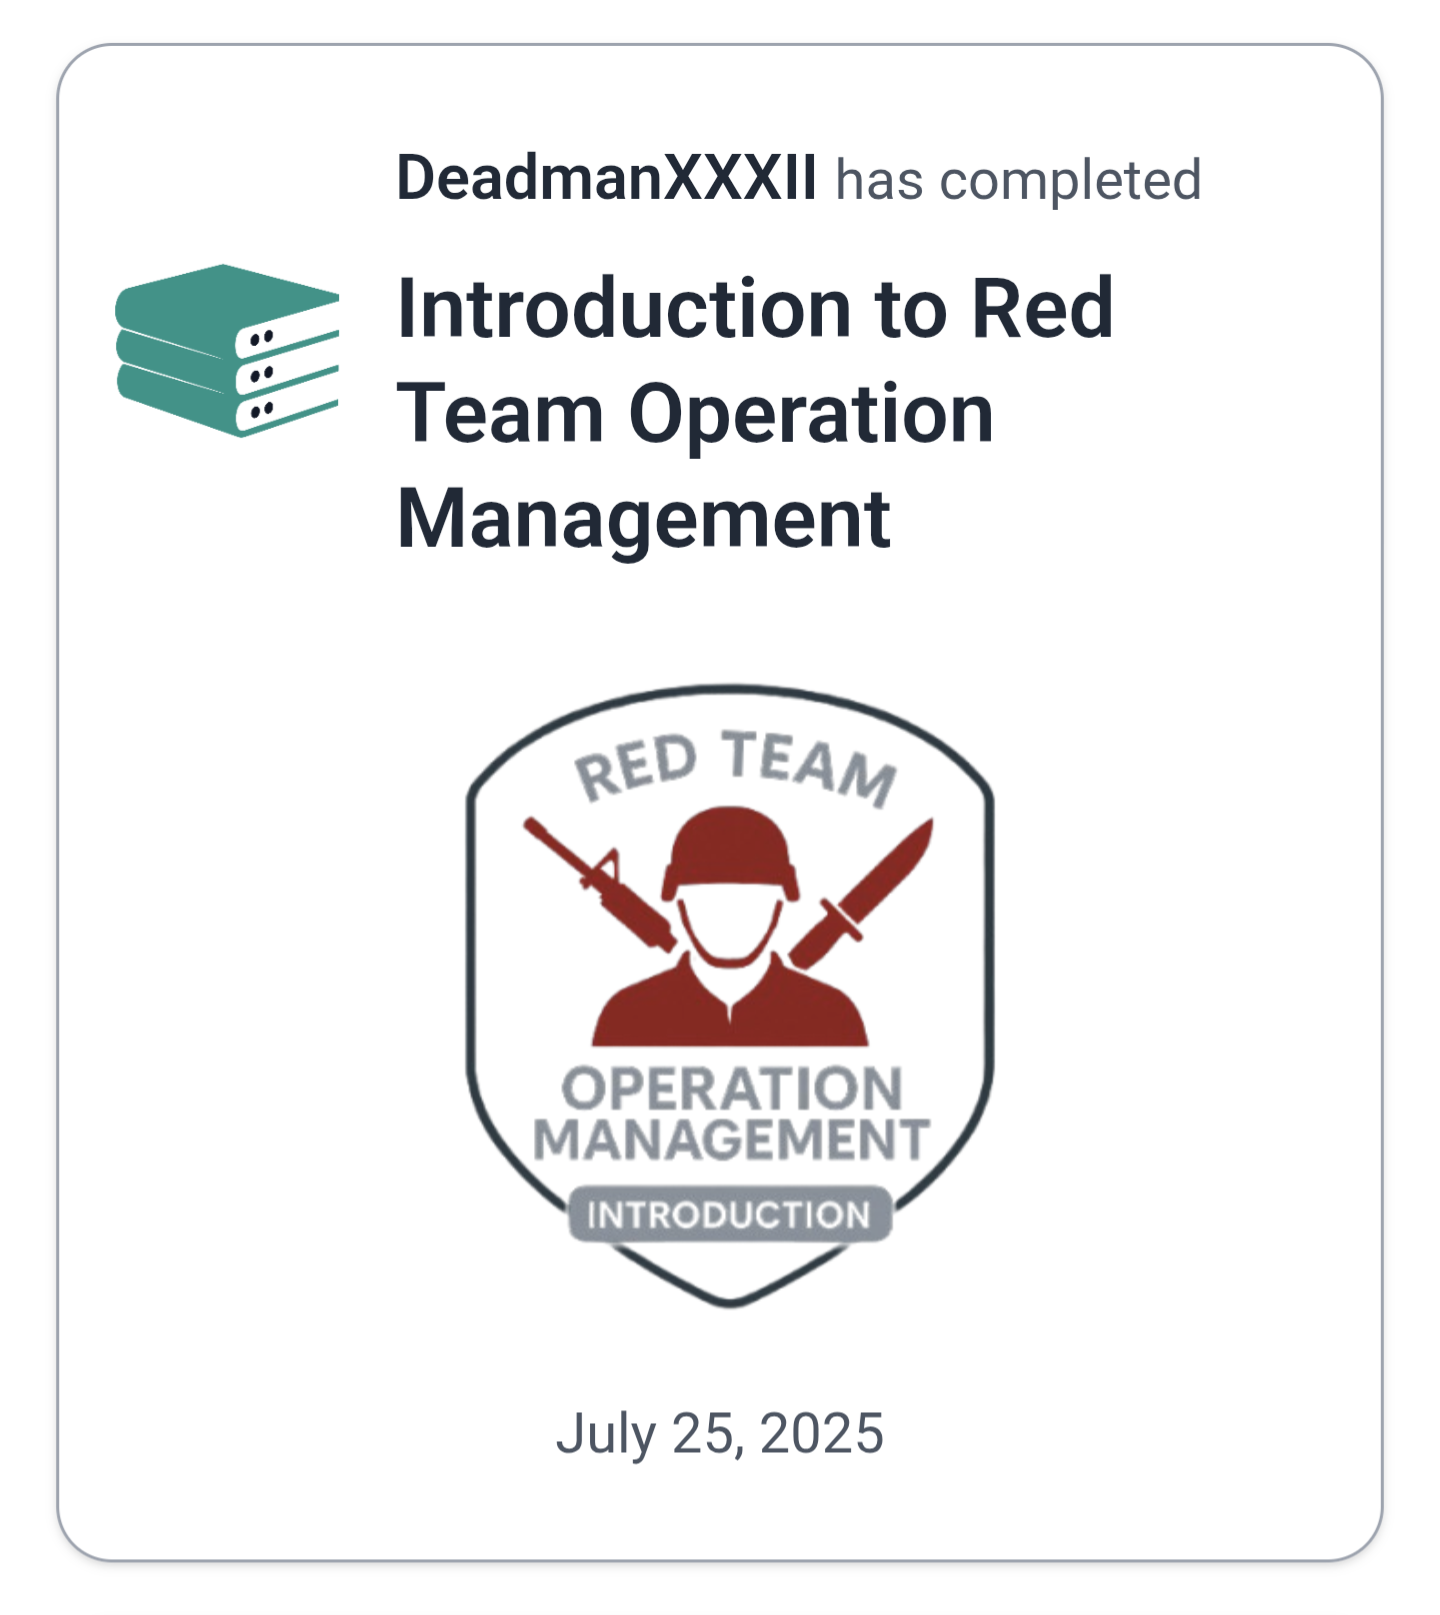 DeadmanXXXII has completed
Introduction to Red
Team Operation
Management
RED TEAM
OPERATION
MANAGEMENT
INTRODUCTION
July 25, 2025